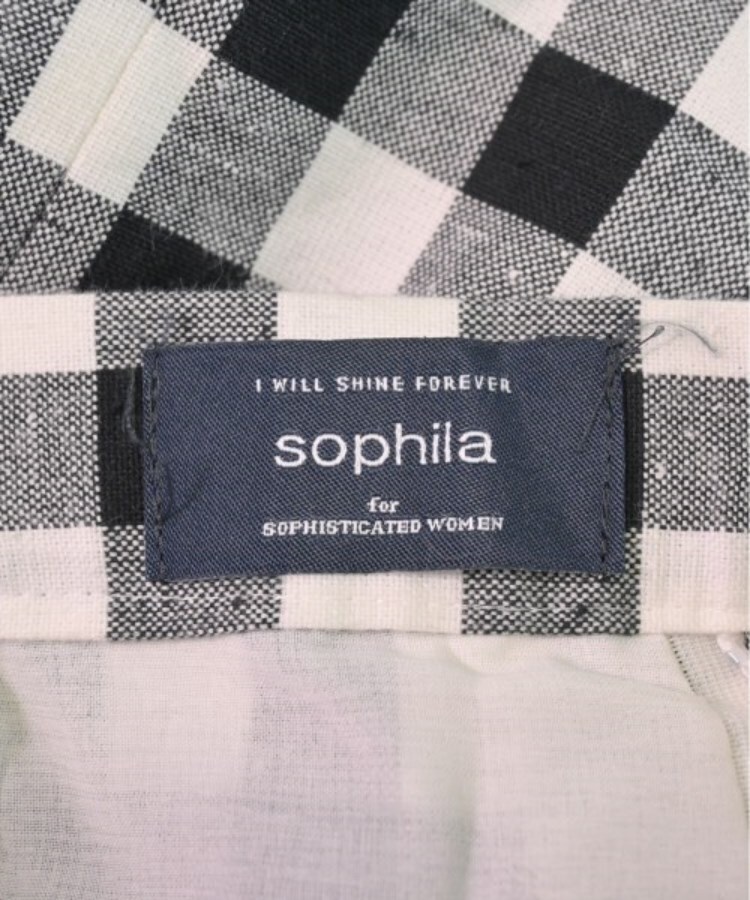 I WILL SHINE FOREVER
sophila
for
SOPHISTICATED WOMEN